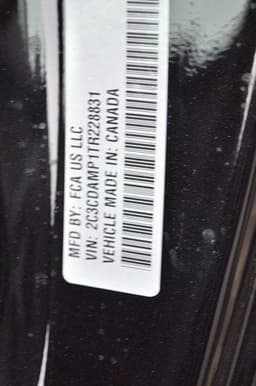 MFD BY: FCA US LLC
VIN: 2C3CDAMP1TR228831
VEHICLE MADE IN: CANADA